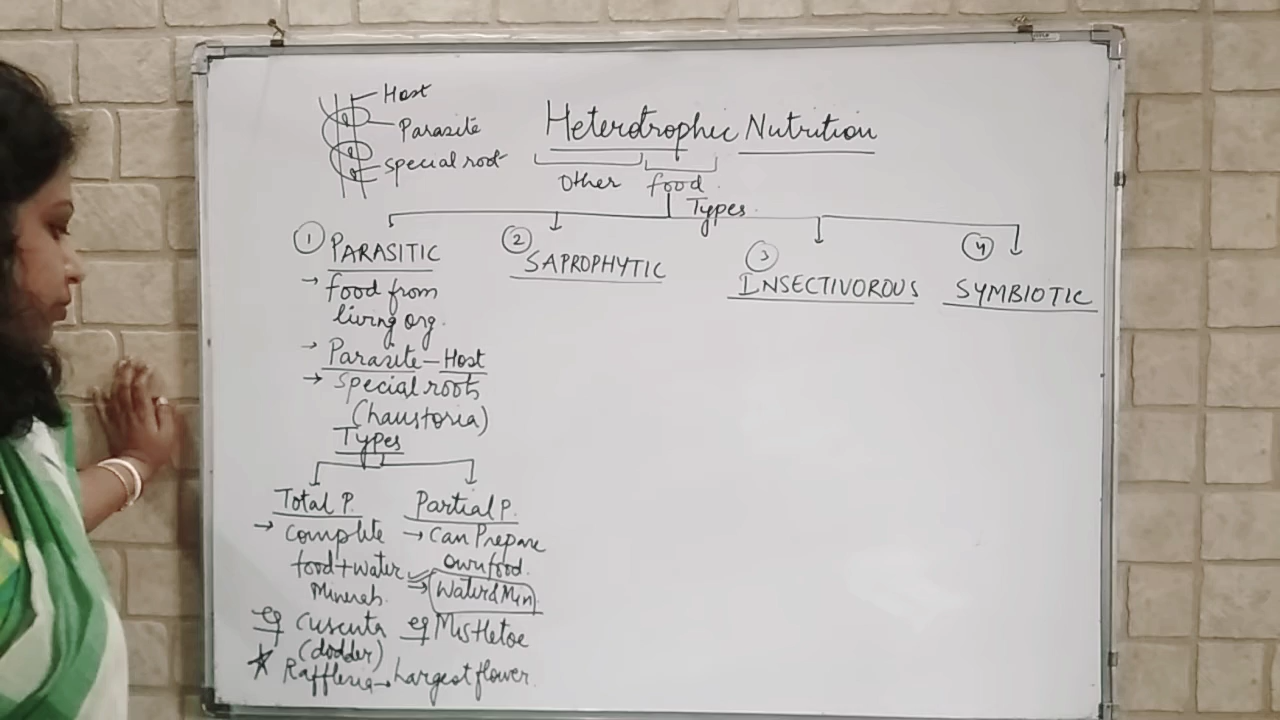 Host
Parasite
special root
Heterotrophic Nutrition
Other food
Types
1 PARASITIC
→ food from
living org.
→ Parasite – Host
→ Special roots
(haustoria)
Types
Total P.
→ Complete
food + water
Minerals.
eg Cuscuta
(dodder)
★ Rafflesia → Largest flower.
Partial P.
→ Can Prepare
own food.
→ Water & Min
eg Mistletoe
2 SAPROPHYTIC
3 INSECTIVOROUS
4 SYMBIOTIC